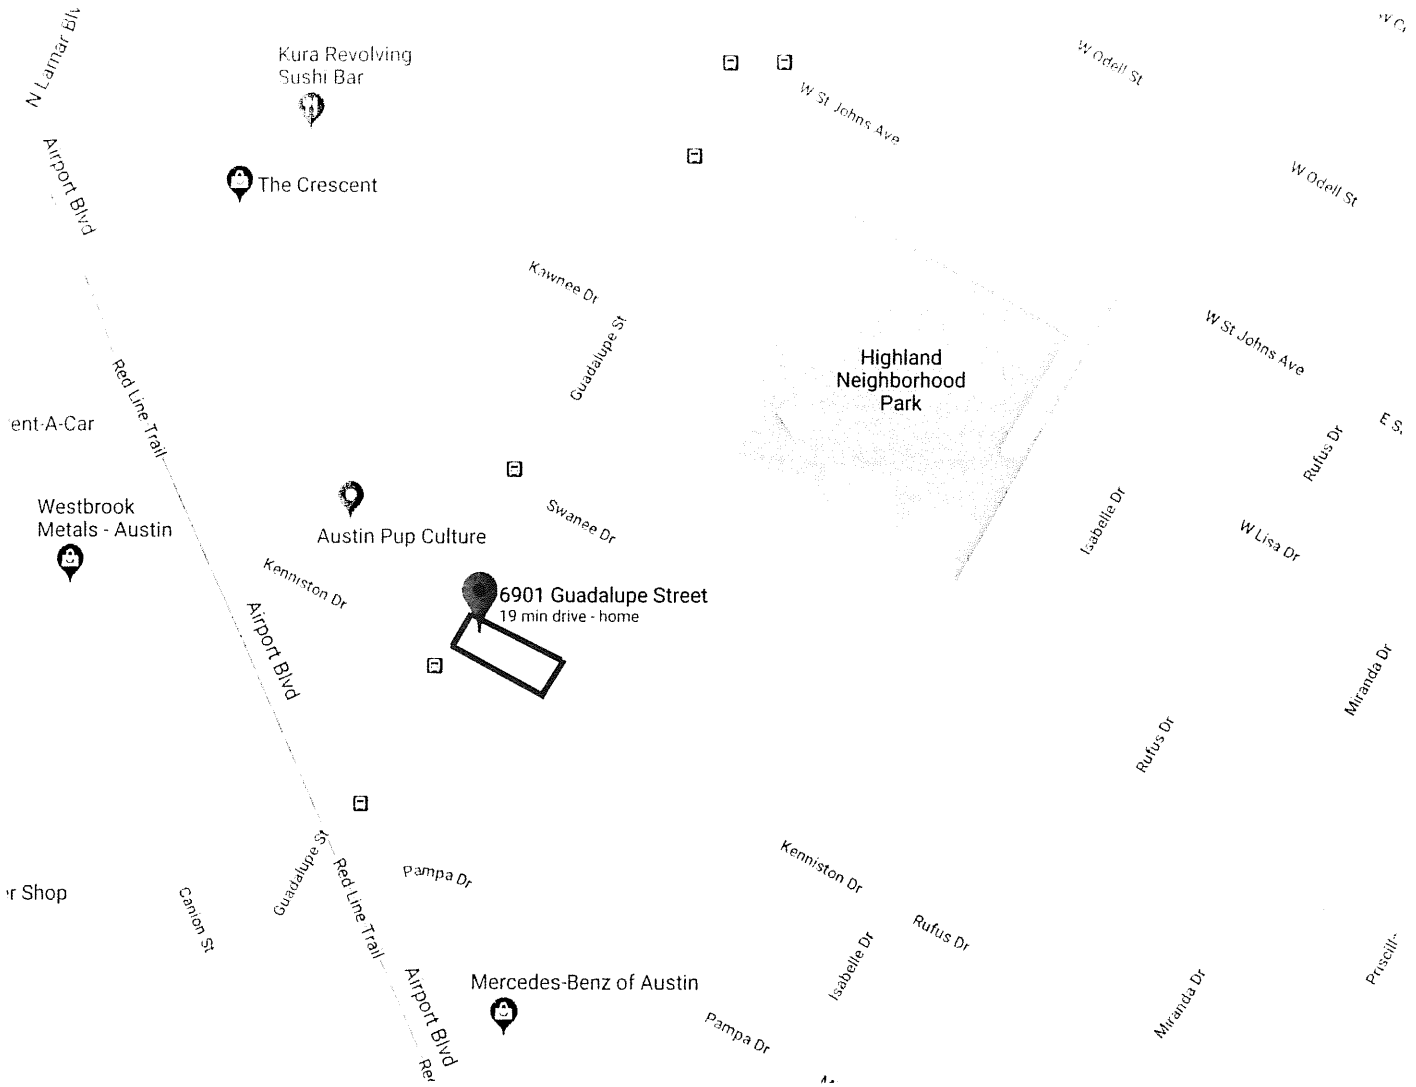 N Lamar Blv
Kura Revolving
Sushi Bar
W Odell St
W St Johns Ave
Airport Blvd
The Crescent
W Odell St
Kawnee Dr
Guadalupe St
W St Johns Ave
Highland
Neighborhood
Park
Red Line Trail
ent-A-Car
Rufus Dr
Westbrook
Metals - Austin
Austin Pup Culture
Swanee Dr
Isabelle Dr
W Lisa Dr
Kenniston Dr
6901 Guadalupe Street
19 min drive - home
Airport Blvd
Miranda Dr
Rufus Dr
Guadalupe St
Red Line Trail
Pampa Dr
Kenniston Dr
r Shop
Canion St
Rufus Dr
Isabelle Dr
Priscill
Mercedes-Benz of Austin
Airport Blvd
Miranda Dr
Pampa Dr